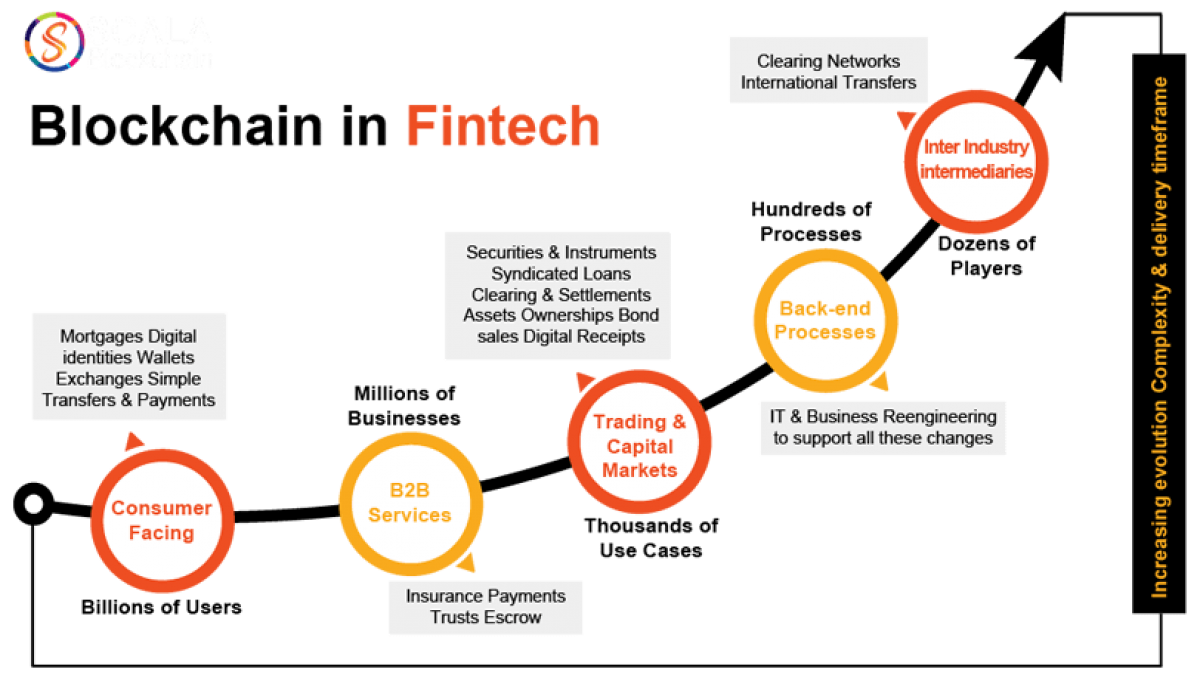 Blockchain in Fintech
Clearing Networks
International Transfers
Inter Industry
intermediaries
Dozens of
Players
Hundreds of
Processes
Back-end
Processes
IT & Business Reengineering
to support all these changes
Securities & Instruments
Syndicated Loans
Clearing & Settlements
Assets Ownerships Bond
sales Digital Receipts
Trading &
Capital
Markets
Thousands of
Use Cases
Millions of
Businesses
B2B
Services
Insurance Payments
Trusts Escrow
Mortgages Digital
identities Wallets
Exchanges Simple
Transfers & Payments
Consumer
Facing
Billions of Users
Increasing evolution Complexity & delivery timeframe